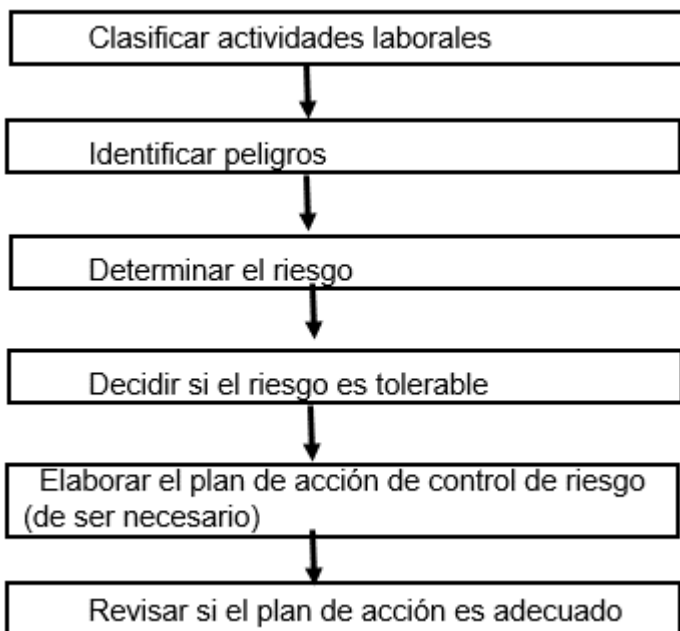 Clasificar actividades laborales
Identificar peligros
Determinar el riesgo
Decidir si el riesgo es tolerable
Elaborar el plan de acción de control de riesgo
(de ser necesario)
Revisar si el plan de acción es adecuado